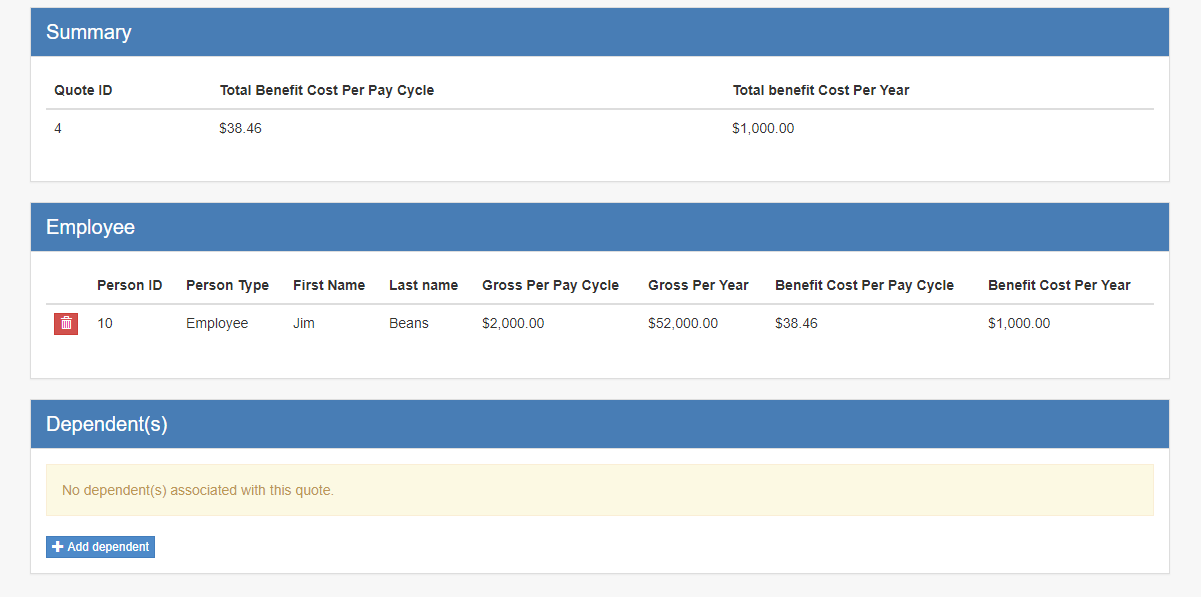 Summary
Quote ID Total Benefit Cost Per Pay Cycle Total benefit Cost Per Year
4 $38.46 $1,000.00
Employee
Person ID Person Type First Name Last name Gross Per Pay Cycle Gross Per Year Benefit Cost Per Pay Cycle Benefit Cost Per Year
10 Employee Jim Beans $2,000.00 $52,000.00 $38.46 $1,000.00
Dependent(s)
No dependent(s) associated with this quote.
Add dependent